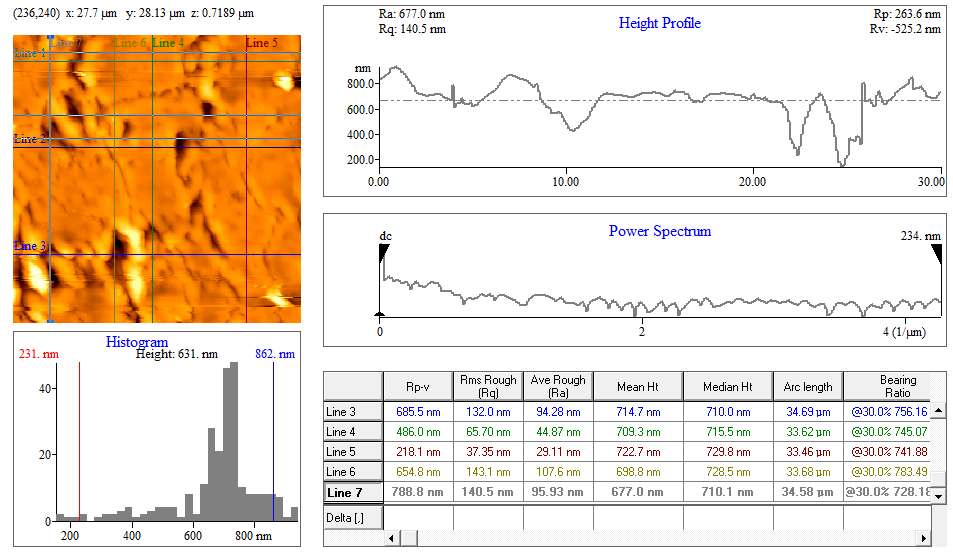 (236,240)  x: 27.7 µm   y: 28.13 µm  z: 0.7189 µm
Line 7
Line 6
Line 4
Line 5
Line 1
Line 2
Line 3
Histogram
231. nm
Height: 631. nm
862. nm
40
20
0
200
400
600
800 nm
Ra: 677.0 nm
Rq: 140.5 nm
Height Profile
Rp: 263.6 nm
Rv: -525.2 nm
nm
800.0
600.0
400.0
200.0
0.00
10.00
20.00
30.00
Power Spectrum
dc
234. nm
0
2
4 (1/µm)
Rp-v Rms Rough (Rq) Ave Rough (Ra) Mean Ht Median Ht Arc length Bearing Ratio
Line 3 685.5 nm 132.0 nm 94.28 nm 714.7 nm 710.0 nm 34.69 µm @30.0% 756.16
Line 4 486.0 nm 65.70 nm 44.87 nm 709.3 nm 715.5 nm 33.62 µm @30.0% 745.07
Line 5 218.1 nm 37.35 nm 29.11 nm 722.7 nm 729.8 nm 33.46 µm @30.0% 741.88
Line 6 654.8 nm 143.1 nm 107.6 nm 698.8 nm 728.5 nm 33.68 µm @30.0% 783.49
Line 7 788.8 nm 140.5 nm 95.93 nm 677.0 nm 710.1 nm 34.58 µm @30.0% 728.18
Delta [,]